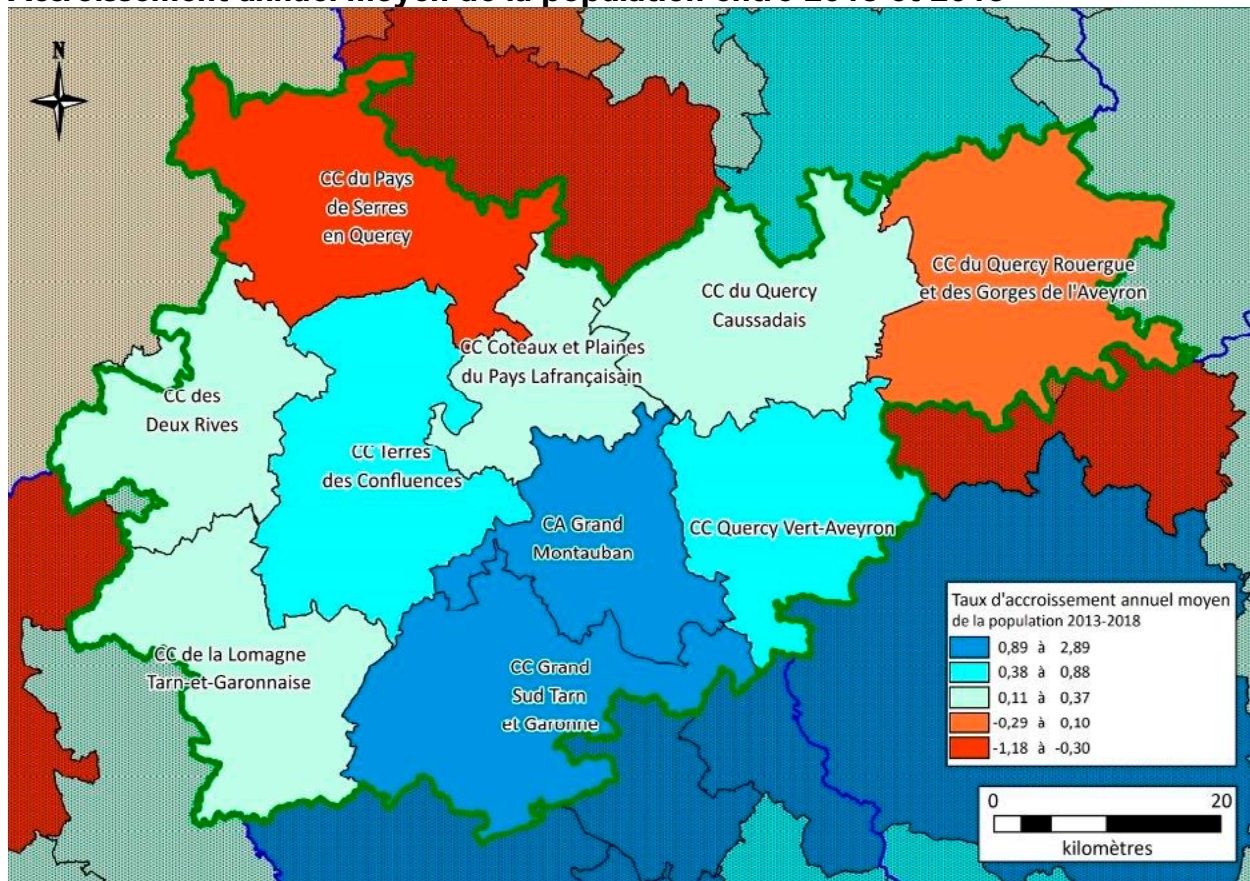 N
CC du Pays
de Serres
en Quercy
CC du Quercy Rouergue
et des Gorges de l'Aveyron
CC du Quercy
Caussadais
CC Coteaux et Plaines
du Pays Lafrançaisain
CC des
Deux Rives
CC Terres
des Confluences
CA Grand
Montauban
CC Quercy Vert-Aveyron
CC de la Lomagne
Tarn-et-Garonnaise
CC Grand
Sud Tarn
et Garonne
Taux d'accroissement annuel moyen
de la population 2013-2018
0,89 à 2,89
0,38 à 0,88
0,11 à 0,37
-0,29 à 0,10
-1,18 à -0,30
0 20
kilomètres